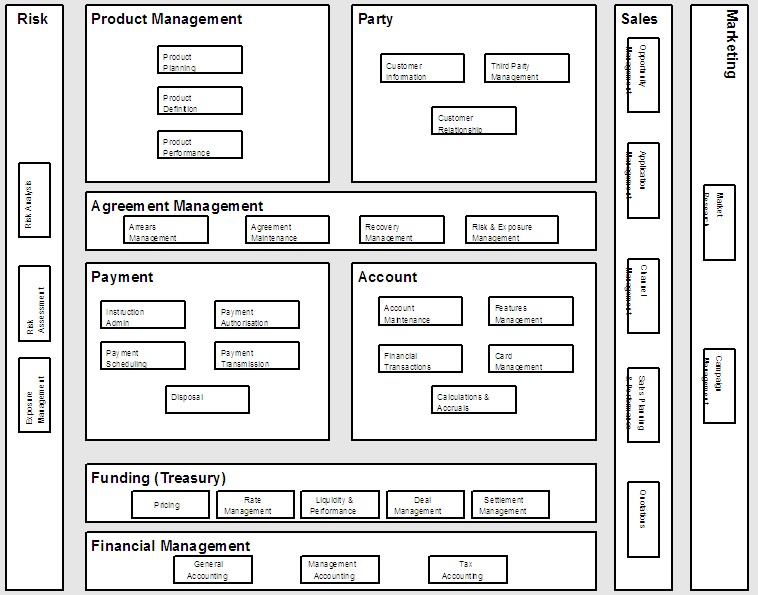 Risk
Risk Analysis
Risk
Assessment
Exposure
Management
Product Management
Product
Planning
Product
Definition
Product
Performance
Party
Customer
Information
Third Party
Management
Customer
Relationship
Agreement Management
Arrears
Management
Agreement
Maintenance
Recovery
Management
Risk & Exposure
Management
Payment
Instruction
Admin
Payment
Authorisation
Payment
Scheduling
Payment
Transmission
Disposal
Account
Account
Maintenance
Features
Management
Financial
Transactions
Card
Management
Calculations &
Accruals
Funding (Treasury)
Pricing
Rate
Management
Liquidity &
Performance
Deal
Management
Settlement
Management
Financial Management
General
Accounting
Management
Accounting
Tax
Accounting
Sales
Opportunity
Management
Application
Management
Channel
Management
Sales Planning
& Performance
Quotations
Marketing
Market
Research
Campaign
Management